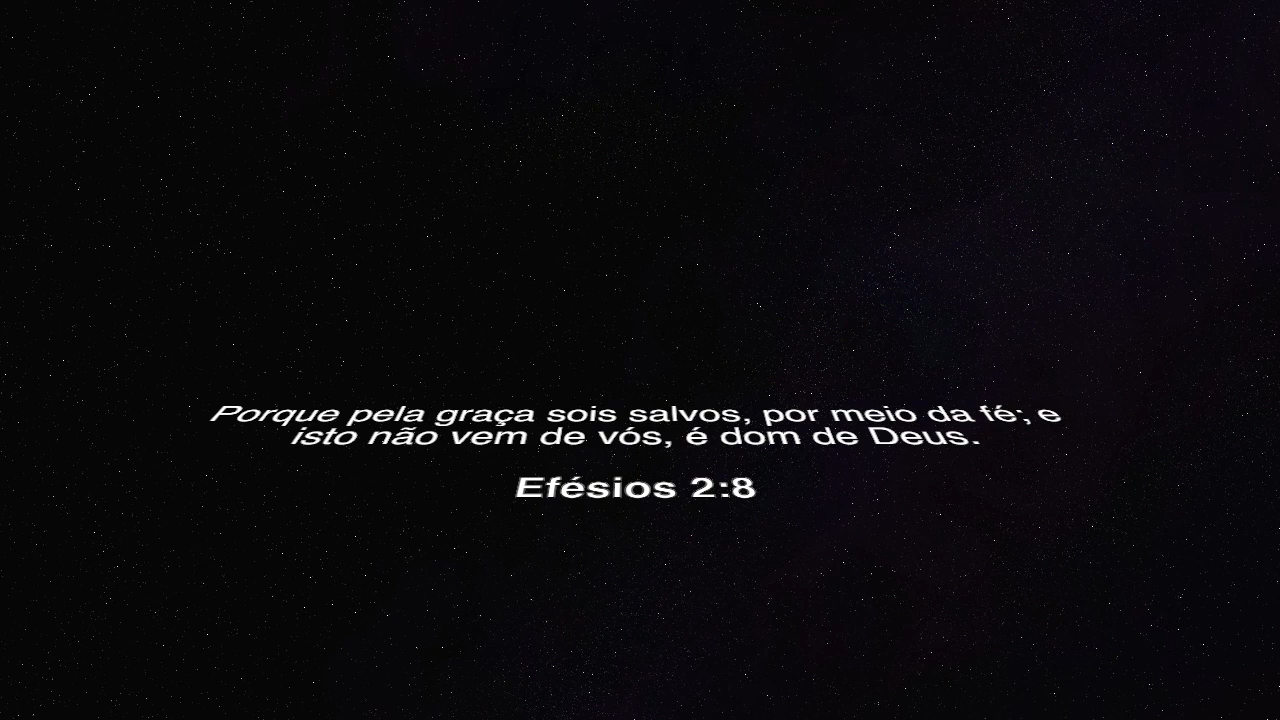 Porque pela graça sois salvos, por meio da fé; e
isto não vem de vós, é dom de Deus.
Efésios 2:8